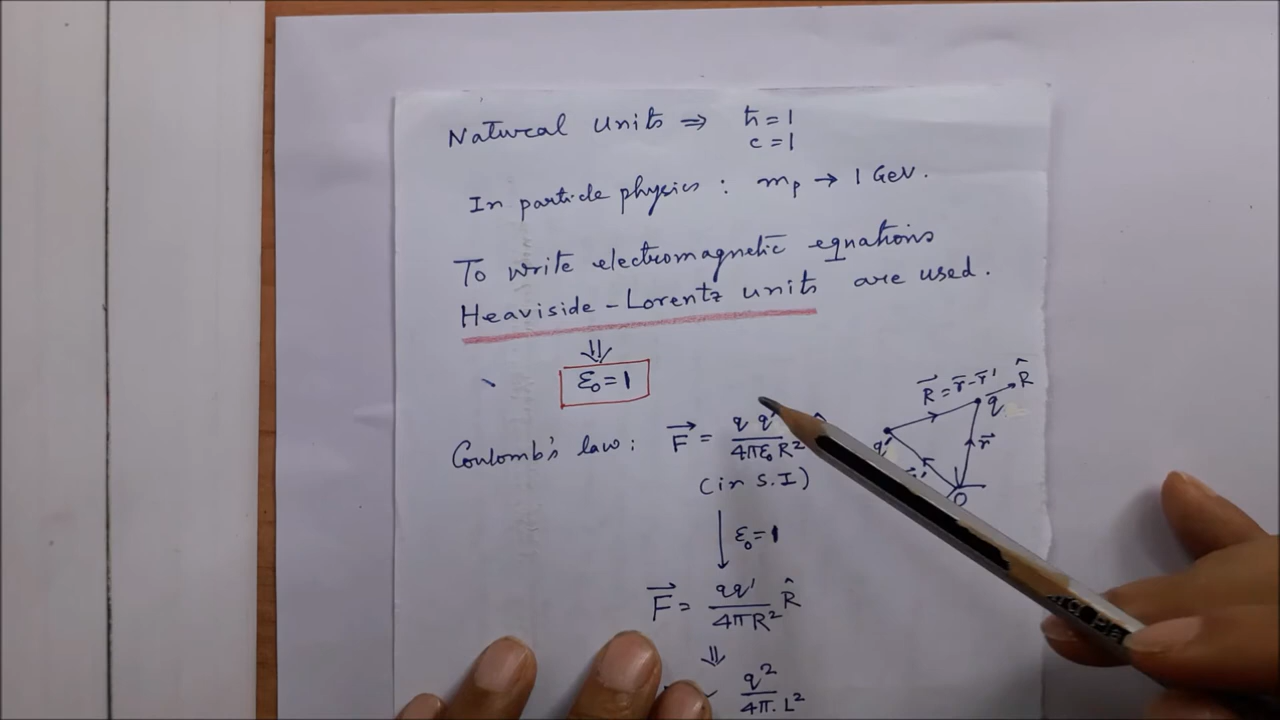 Natural Units ⇒ ħ = 1
c = 1
In particle physics : mₚ → 1 GeV.
To write electromagnetic equations
Heaviside - Lorentz units are used.
⇓
ε₀ = 1
R⃗ = r⃗ - r⃗' R̂
q
q'
r⃗
O
Coulomb's law : F⃗ = q q' / 4πε₀R²
(in S.I)
↓ ε₀ = 1
F⃗ = qq' / 4πR² R̂
⇓
q² / 4π. L²